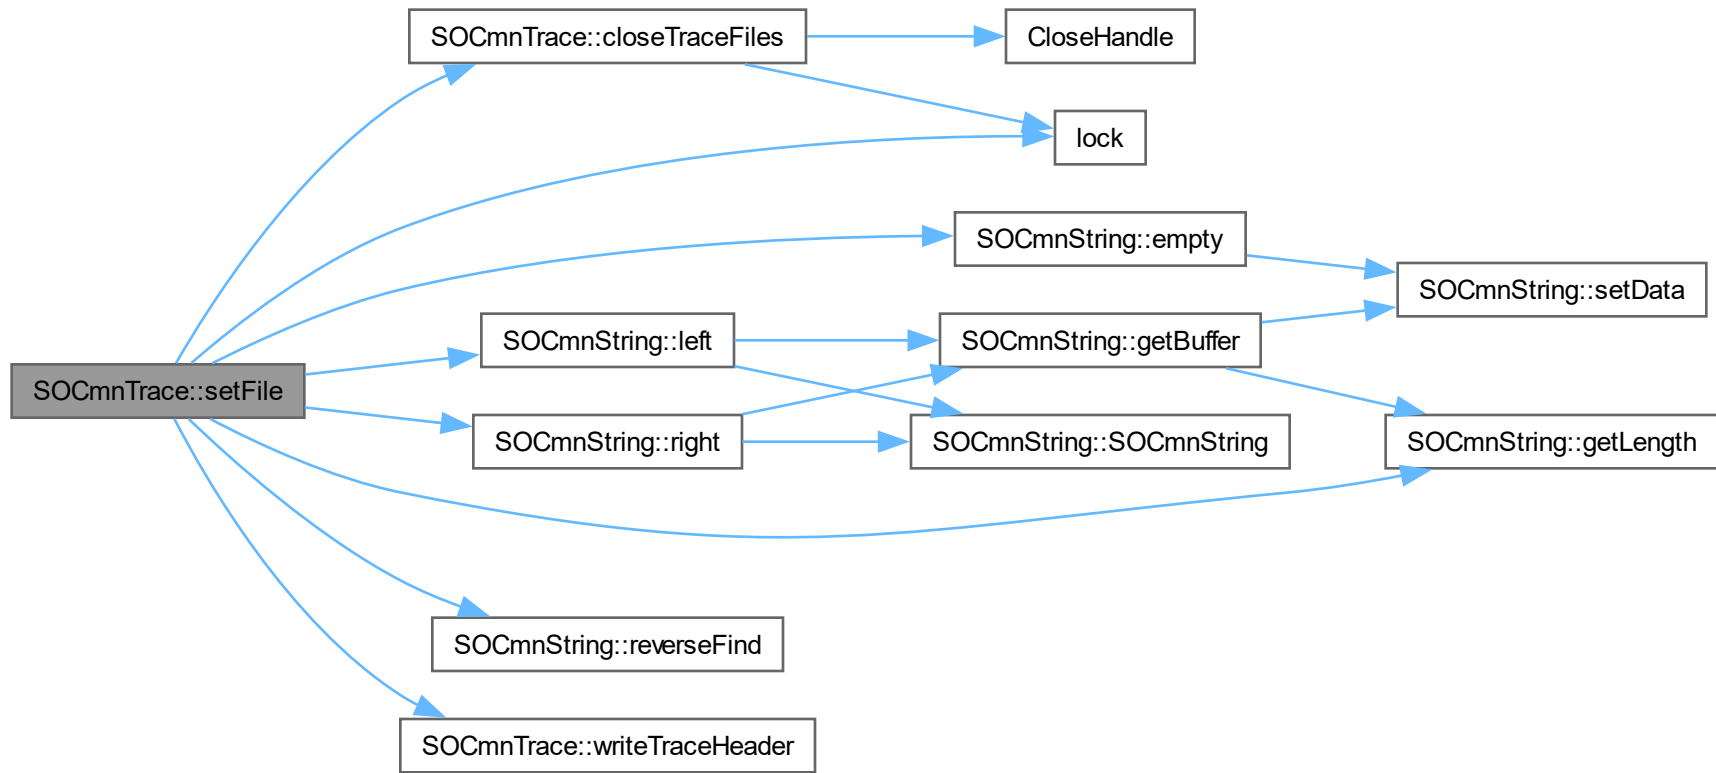 SOCmnTrace::closeTraceFiles
CloseHandle
lock
SOCmnString::empty
SOCmnString::setData
SOCmnString::left
SOCmnString::getBuffer
SOCmnTrace::setFile
SOCmnString::right
SOCmnString::SOCmnString
SOCmnString::getLength
SOCmnString::reverseFind
SOCmnTrace::writeTraceHeader